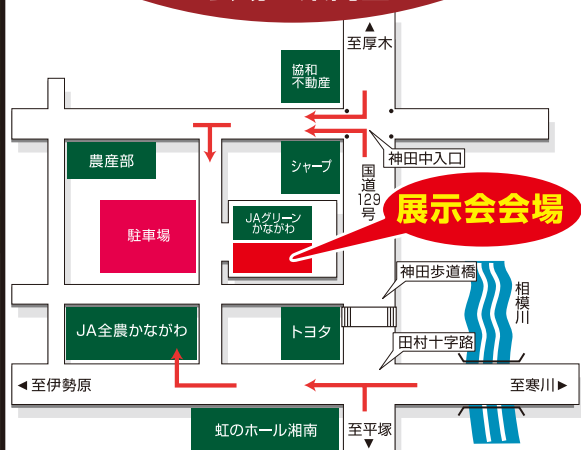 ▲
至厚木
協和
不動産
神田中入口
農産部
シャープ
国道129号
展示会会場
駐車場
JAグリーン
かながわ
神田歩道橋
相模川
JA全農かながわ
トヨタ
田村十字路
◀至伊勢原
至寒川▶
虹のホール湘南
至平塚
▼